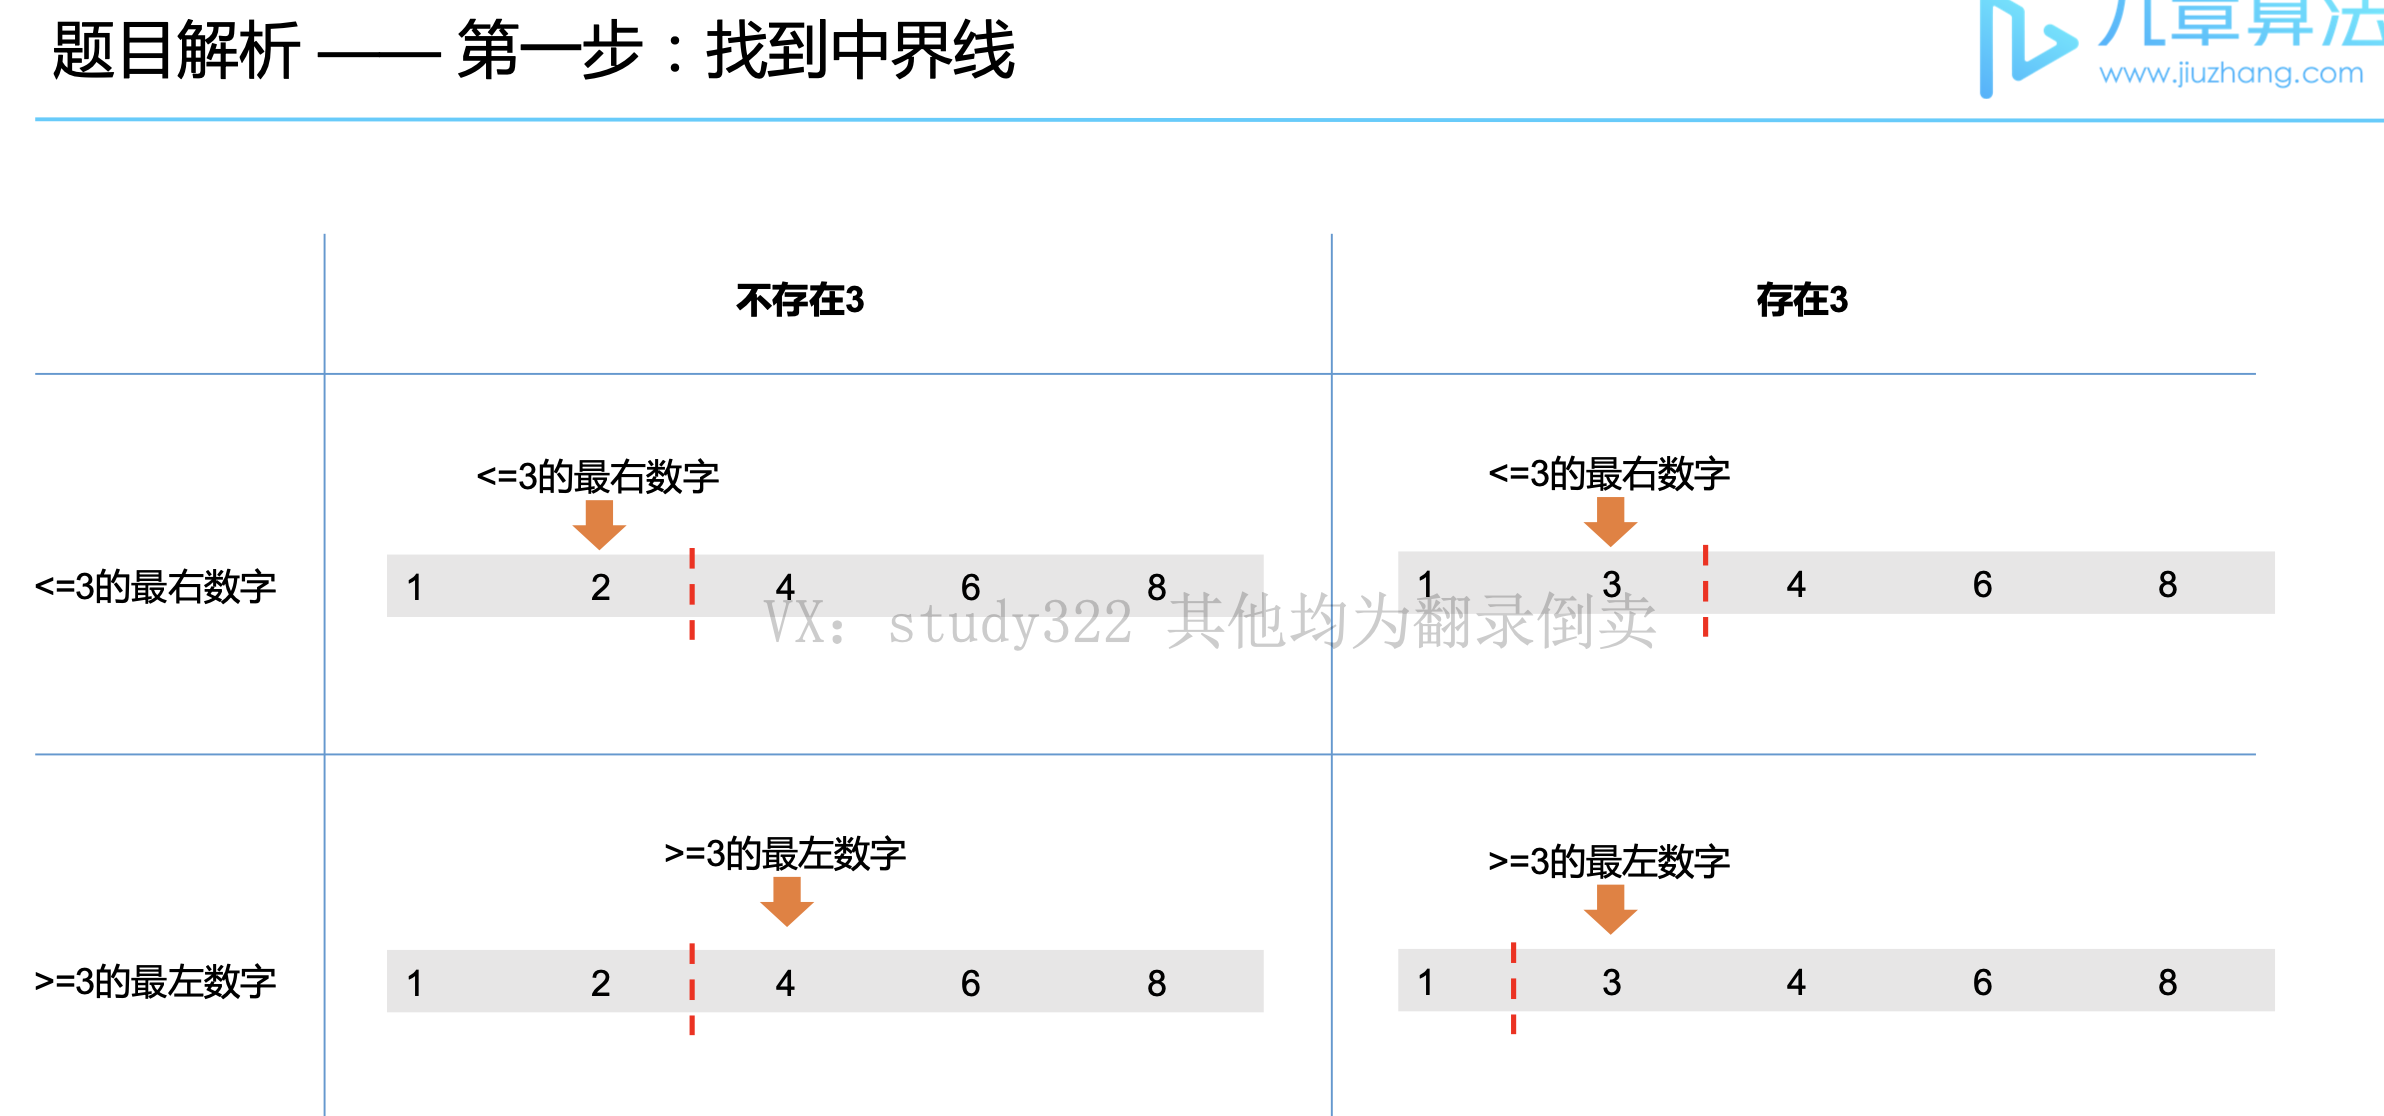 题目解析 —— 第一步：找到中界线
九章算法
www.jiuzhang.com
不存在3
存在3
<=3的最右数字
<=3的最右数字
<=3的最右数字
1 2 4 6 8
1 3 4 6 8
VX: study322 其他均为翻录倒卖
>=3的最左数字
>=3的最左数字
>=3的最左数字
1 2 4 6 8
1 3 4 6 8